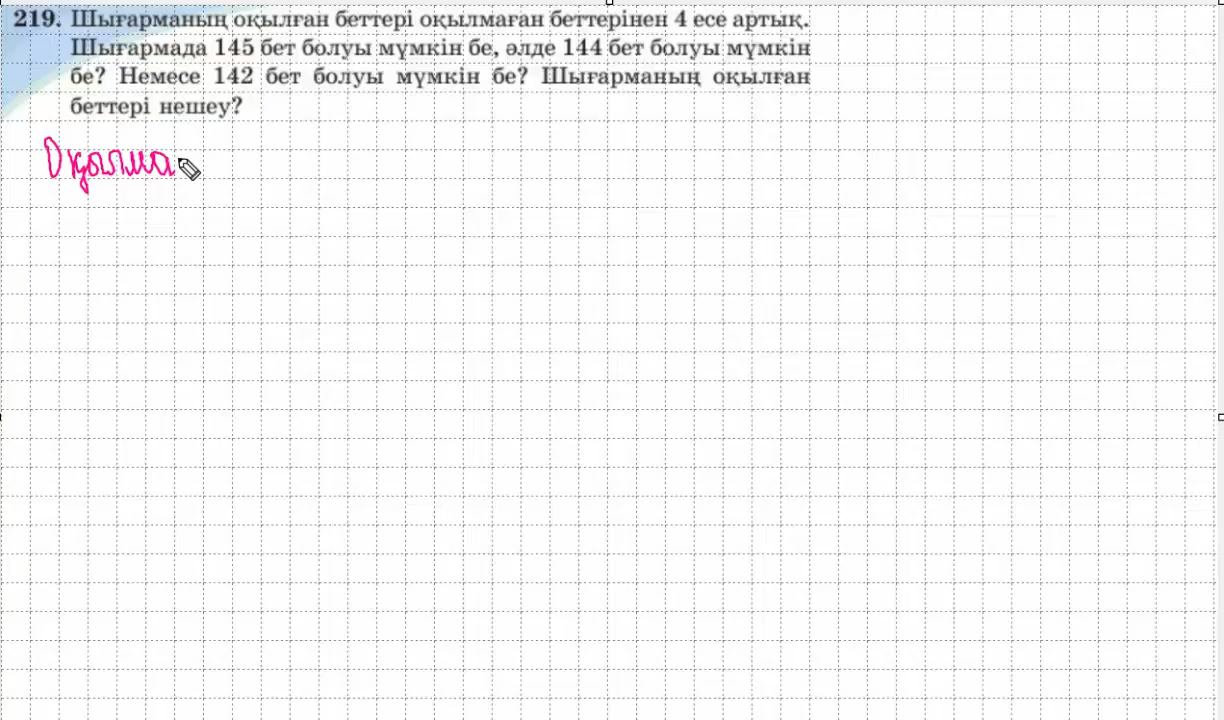 219. Шығарманың оқылған беттері оқылмаған беттерінен 4 есе артық.
Шығармада 145 бет болуы мүмкін бе, әлде 144 бет болуы мүмкін
бе? Немесе 142 бет болуы мүмкін бе? Шығарманың оқылған
беттері нешеу?
Оқылма